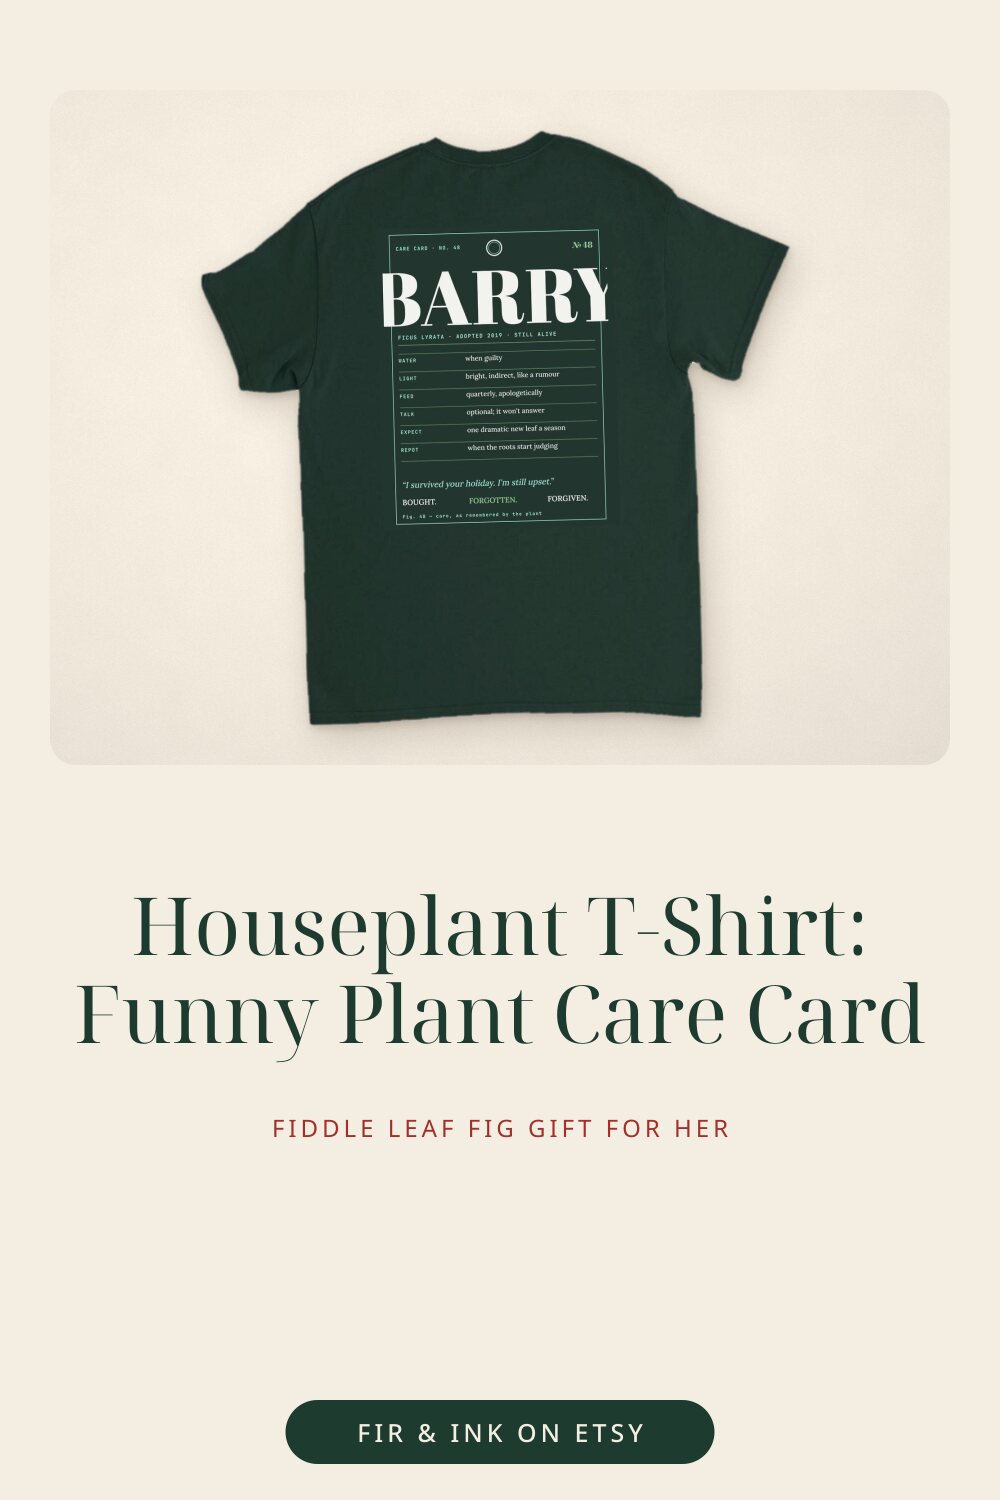 CARE CARD · NO. 48
№ 48
BARRY
FICUS LYRATA · ADOPTED 2019 · STILL ALIVE
WATER when guilty
LIGHT bright, indirect, like a rumour
FEED quarterly, apologetically
TALK optional; it won't answer
EXPECT one dramatic new leaf a season
REPOT when the roots start judging
"I survived your holiday. I'm still upset."
BOUGHT. FORGOTTEN. FORGIVEN.
Fig. 48 — care, as remembered by the plant
Houseplant T-Shirt:
Funny Plant Care Card
FIDDLE LEAF FIG GIFT FOR HER
FIR & INK ON ETSY